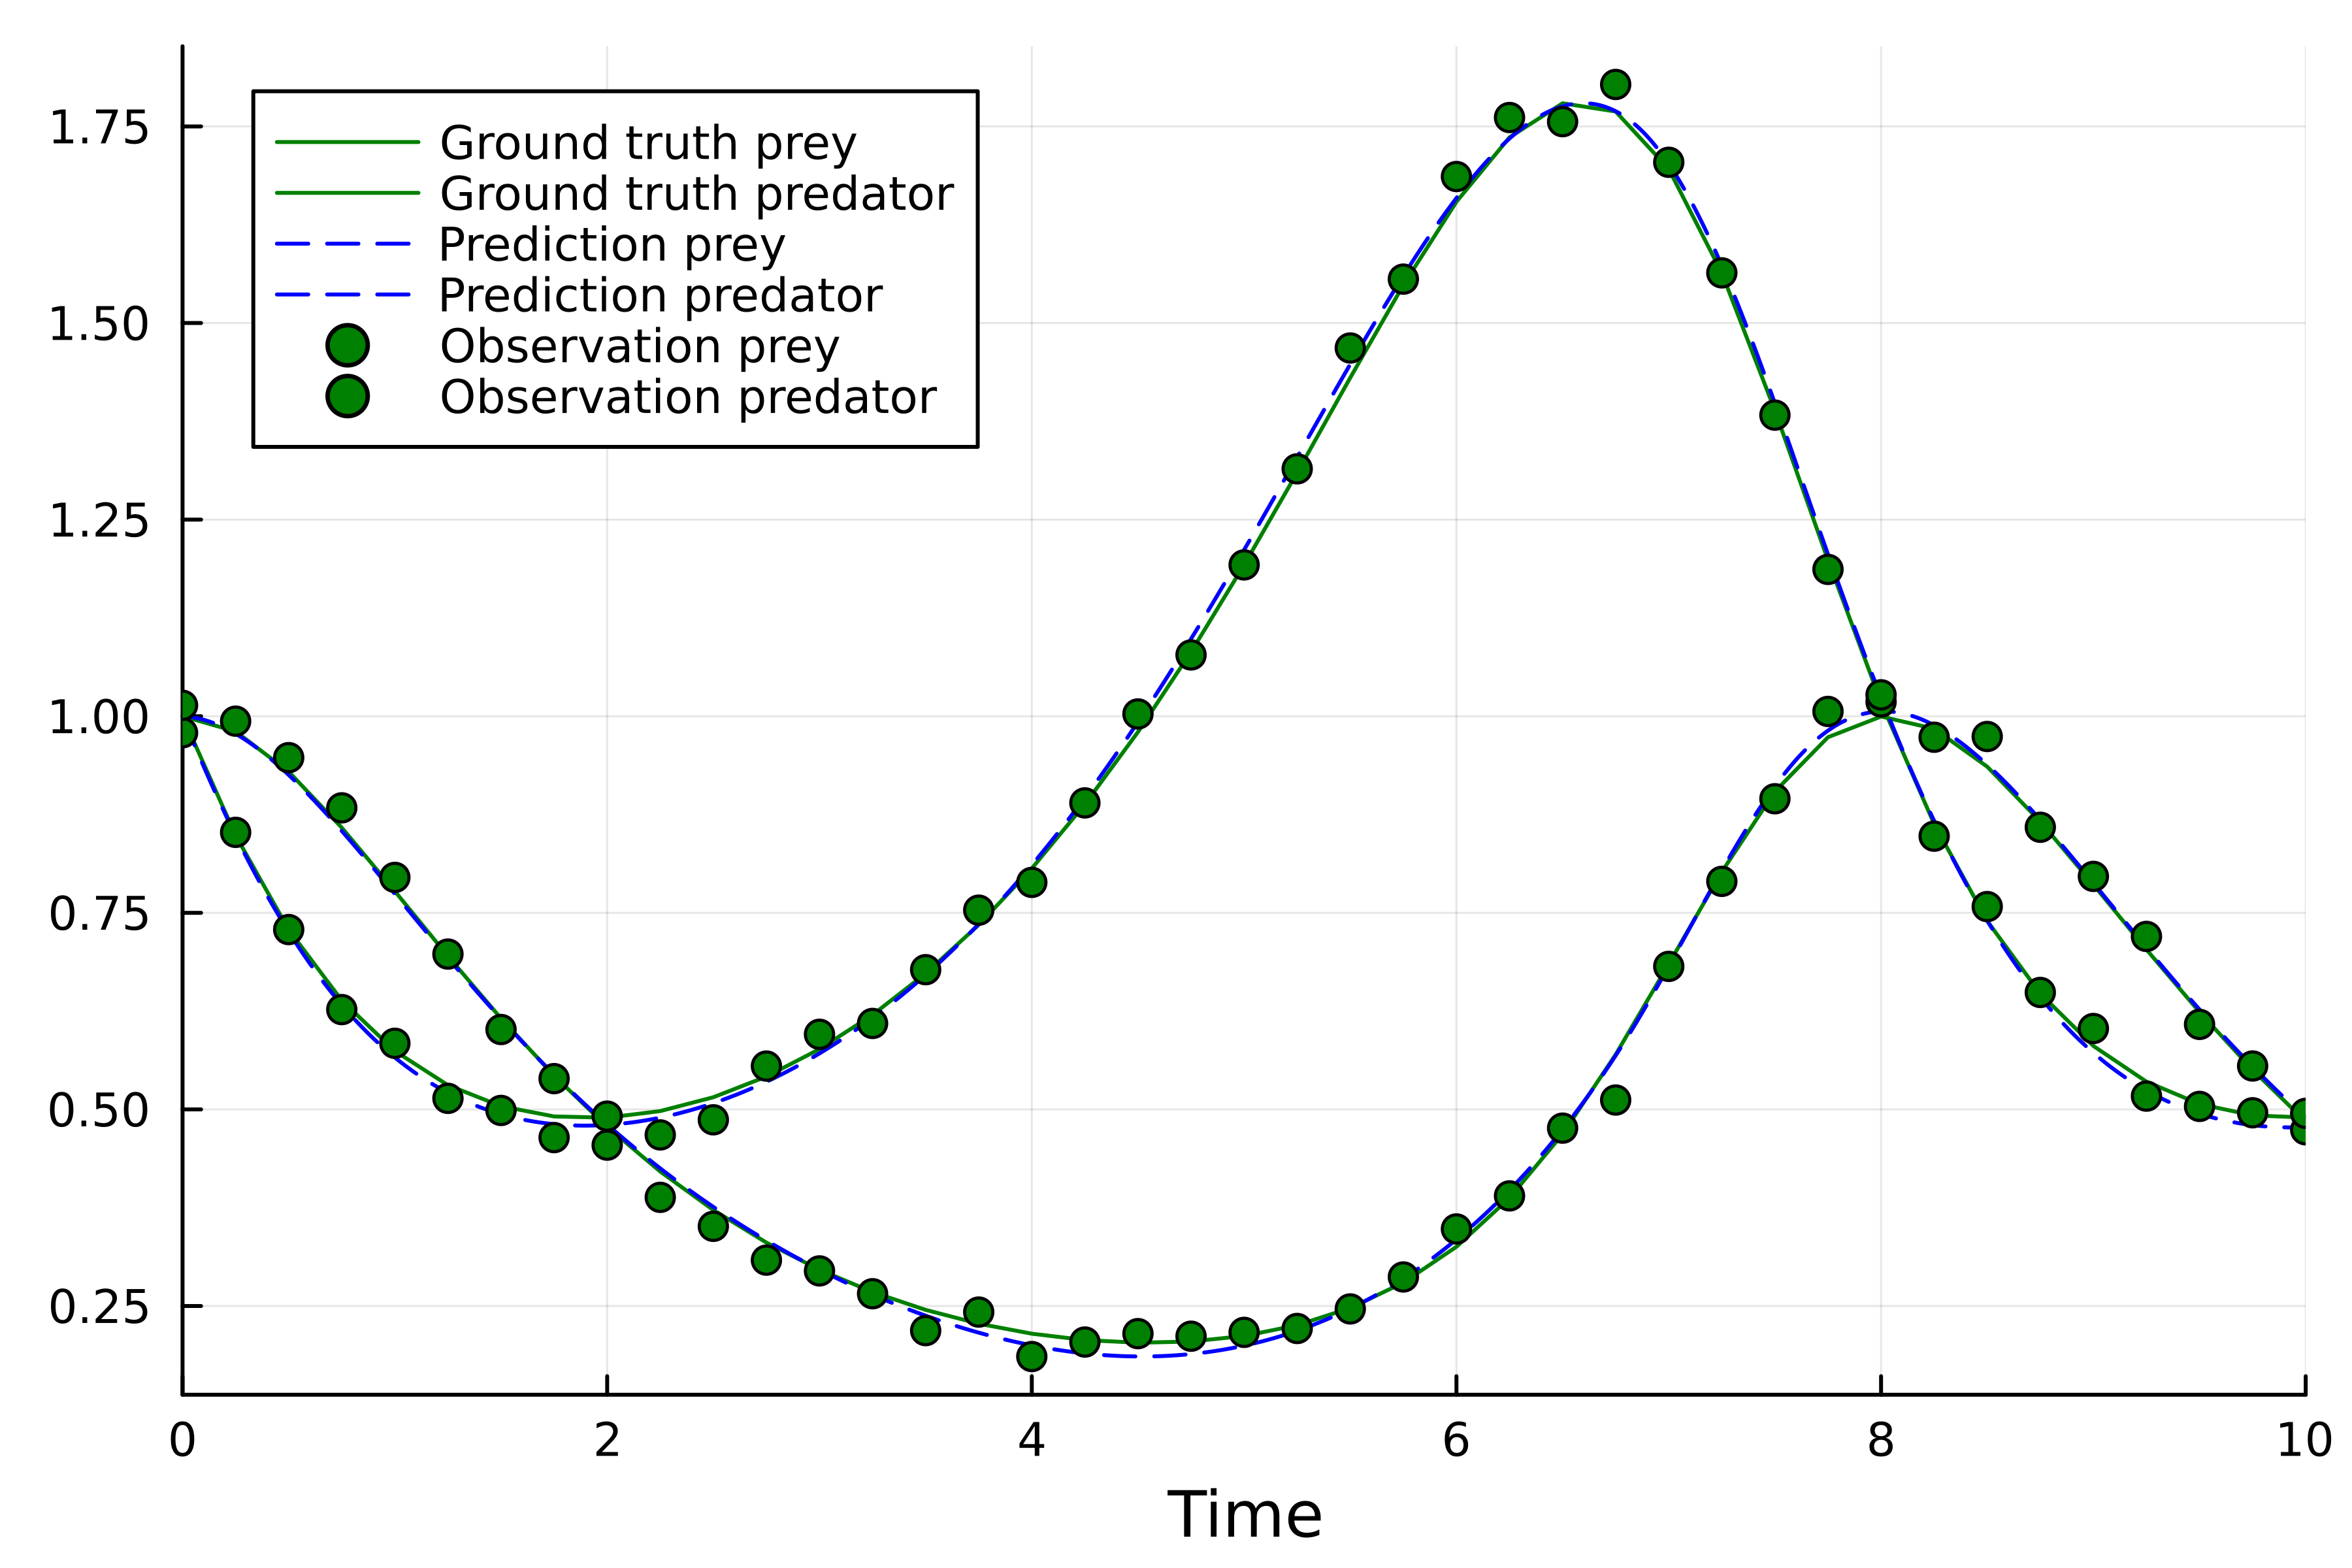 1.75
1.50
1.25
1.00
0.75
0.50
0.25
Ground truth prey
Ground truth predator
Prediction prey
Prediction predator
Observation prey
Observation predator
0 2 4 6 8 10
Time